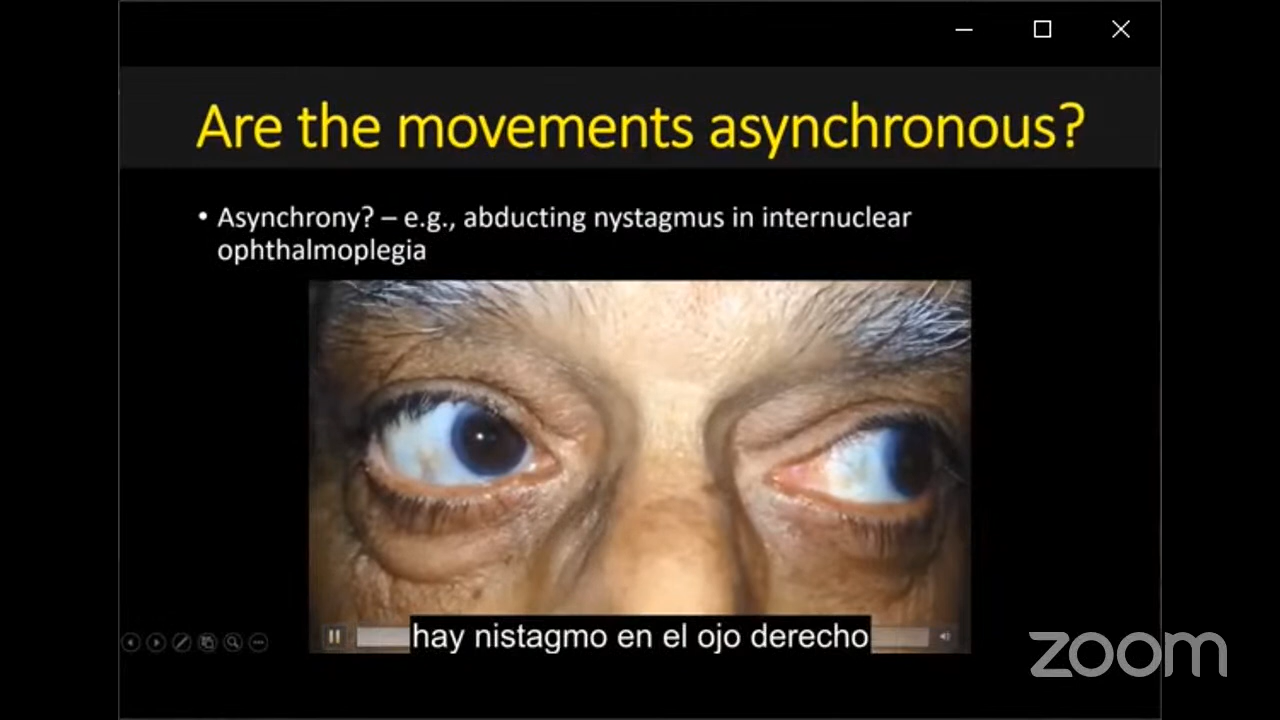 Are the movements asynchronous?
• Asynchrony? – e.g., abducting nystagmus in internuclear
ophthalmoplegia
hay nistagmo en el ojo derecho
zoom